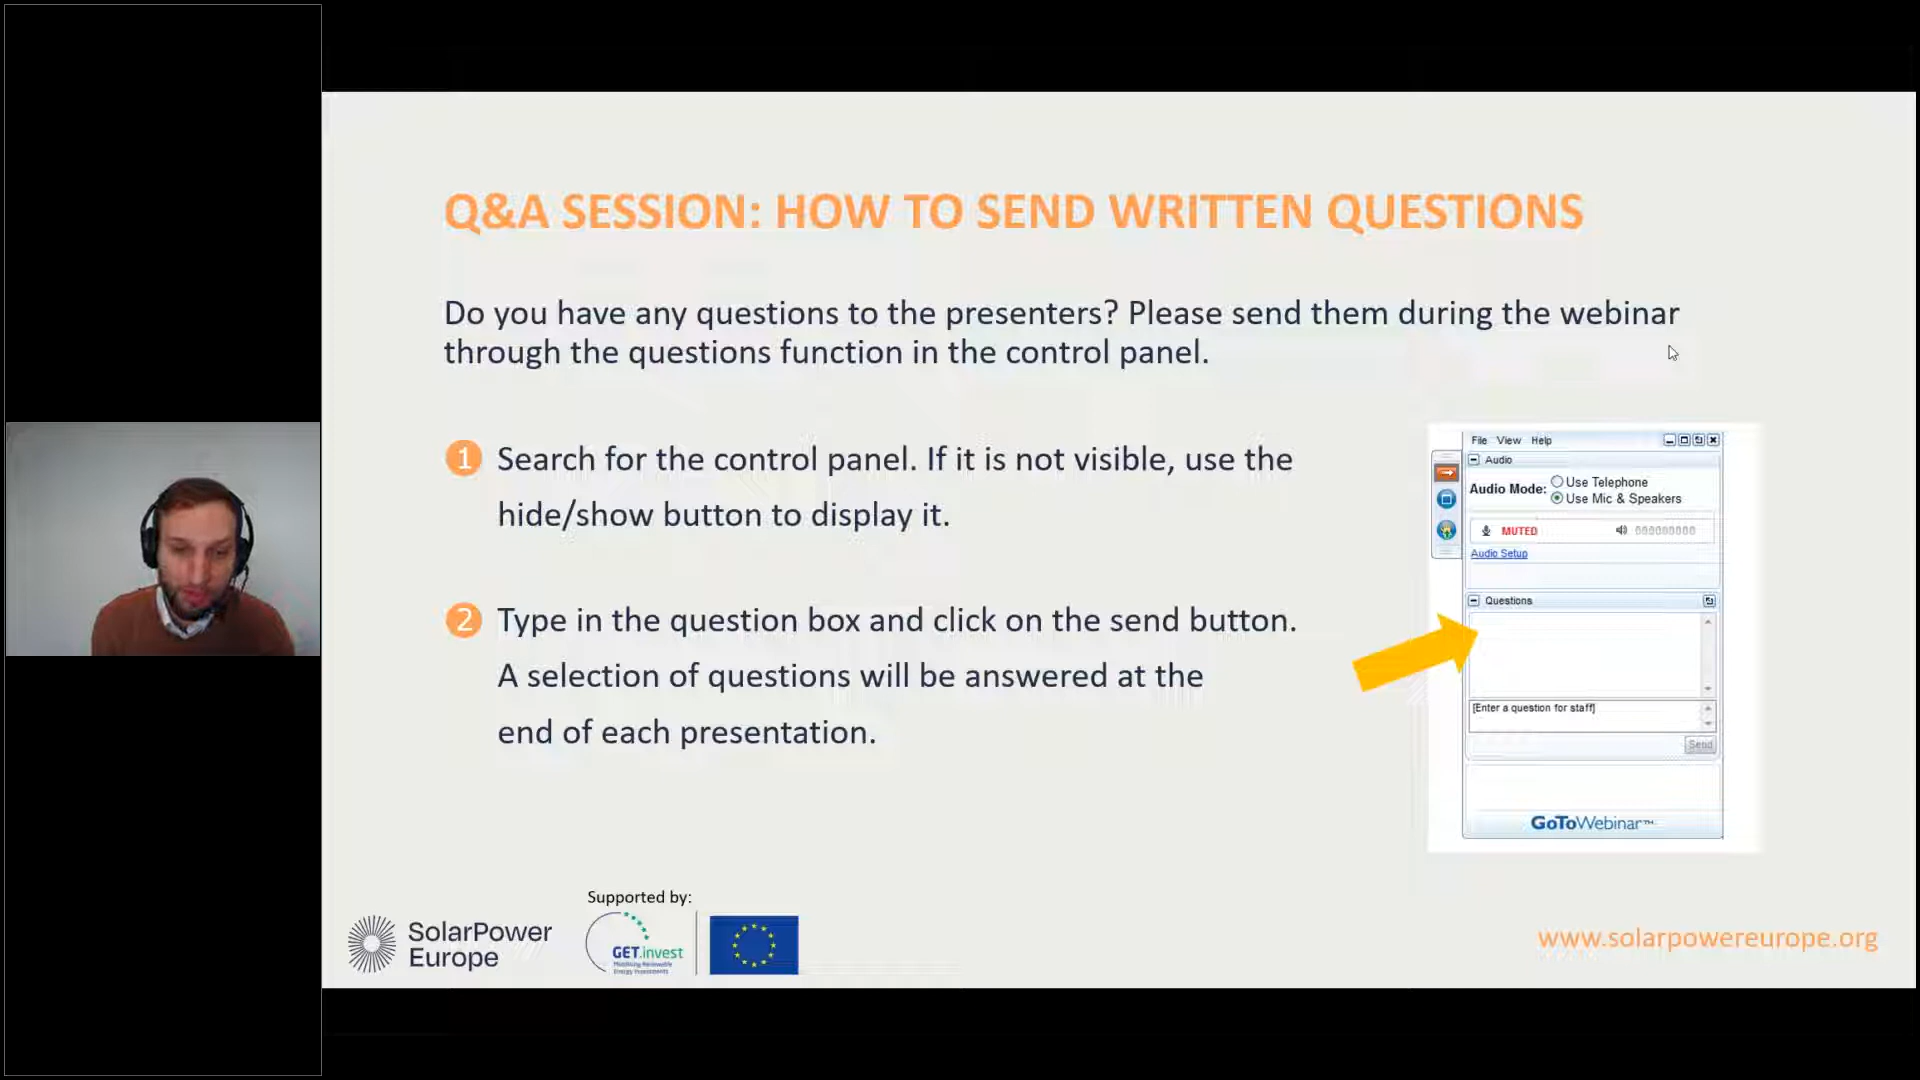 Q&A SESSION: HOW TO SEND WRITTEN QUESTIONS
Do you have any questions to the presenters? Please send them during the webinar
through the questions function in the control panel.
1 Search for the control panel. If it is not visible, use the
hide/show button to display it.
2 Type in the question box and click on the send button.
A selection of questions will be answered at the
end of each presentation.
File View Help
Audio
Audio Mode: Use Telephone
Use Mic & Speakers
MUTED
Audio Setup
Questions
[Enter a question for staff]
Send
GoToWebinar™
Supported by:
SolarPower
Europe
GET.invest
Mobilising Renewable
Energy Investments
www.solarpowereurope.org